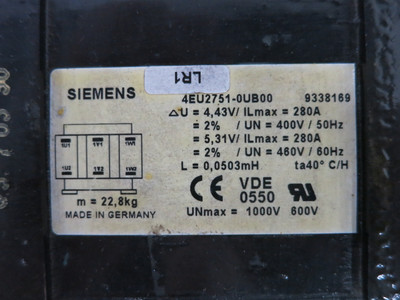 LR1
SIEMENS
4EU2751-0UB00 9338169
△U = 4,43V/ ILmax = 280A
= 2% / UN = 400V / 50Hz
= 5,31V/ ILmax = 280A
= 2% / UN = 460V / 60Hz
L = 0,0503mH ta40° C/H
1U1 1V1 1W1
1U2 1V2 1W2
m = 22,8kg
MADE IN GERMANY
CE VDE
0550
UNmax = 1000V 600V